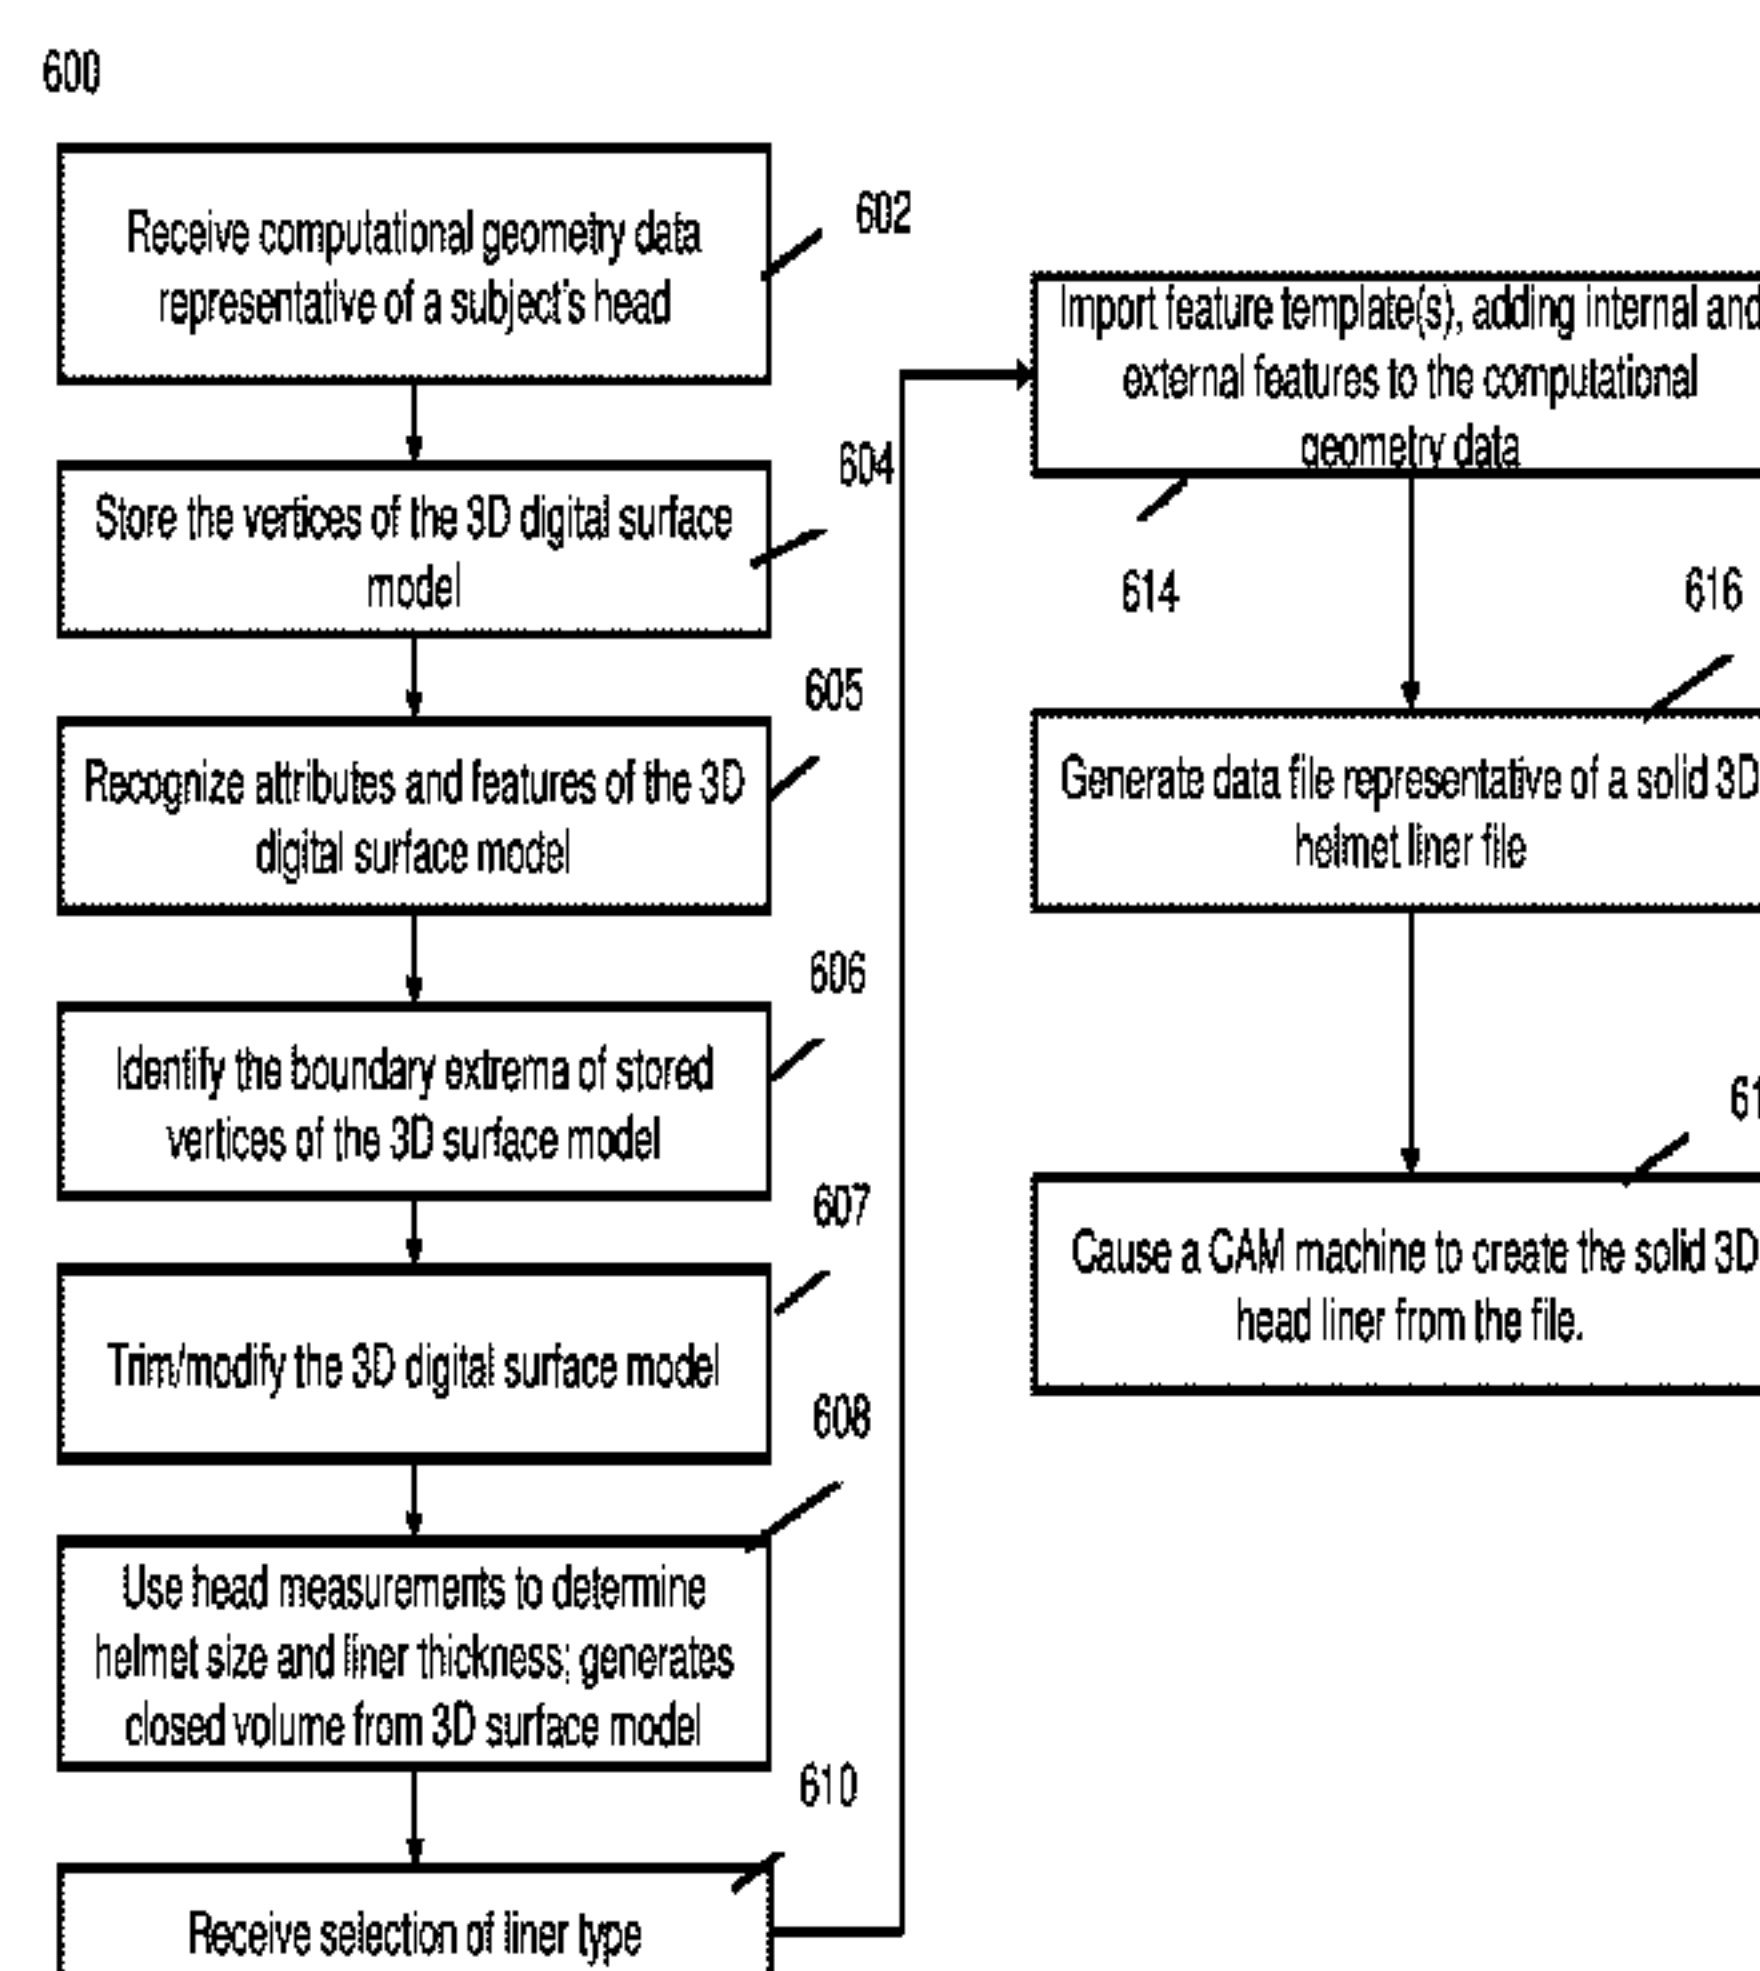 600
Receive computational geometry data
representative of a subject's head
602
Store the vertices of the 3D digital surface
model
604
Recognize attributes and features of the 3D
digital surface model
605
Identify the boundary extrema of stored
vertices of the 3D surface model
606
Trim/modify the 3D digital surface model
607
Use head measurements to determine
helmet size and liner thickness; generates
closed volume from 3D surface model
608
Receive selection of liner type
610
Import feature template(s), adding internal and
external features to the computational
geometry data
614
Generate data file representative of a solid 3D
helmet liner file
616
Cause a CAM machine to create the solid 3D
head liner from the file.